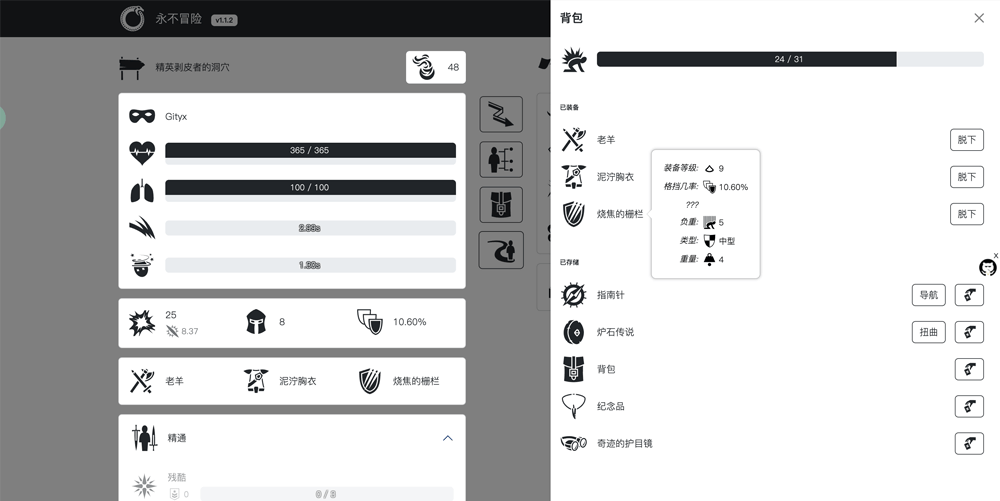 永不冒险 v1.1.2
精英剥皮者的洞穴
48
Gityx
365 / 365
100 / 100
2.88s
1.38s
25
8.37
8
10.60%
老羊
泥泞胸衣
烧焦的栅栏
精通
残酷
0
0 / 3
背包
24 / 31
已装备
老羊
脱下
泥泞胸衣
脱下
烧焦的栅栏
脱下
装备等级: 9
格挡几率: 10.60%
???
负重: 5
类型: 中型
重量: 4
已存储
x
指南针
导航
炉石传说
扭曲
背包
纪念品
奇迹的护目镜